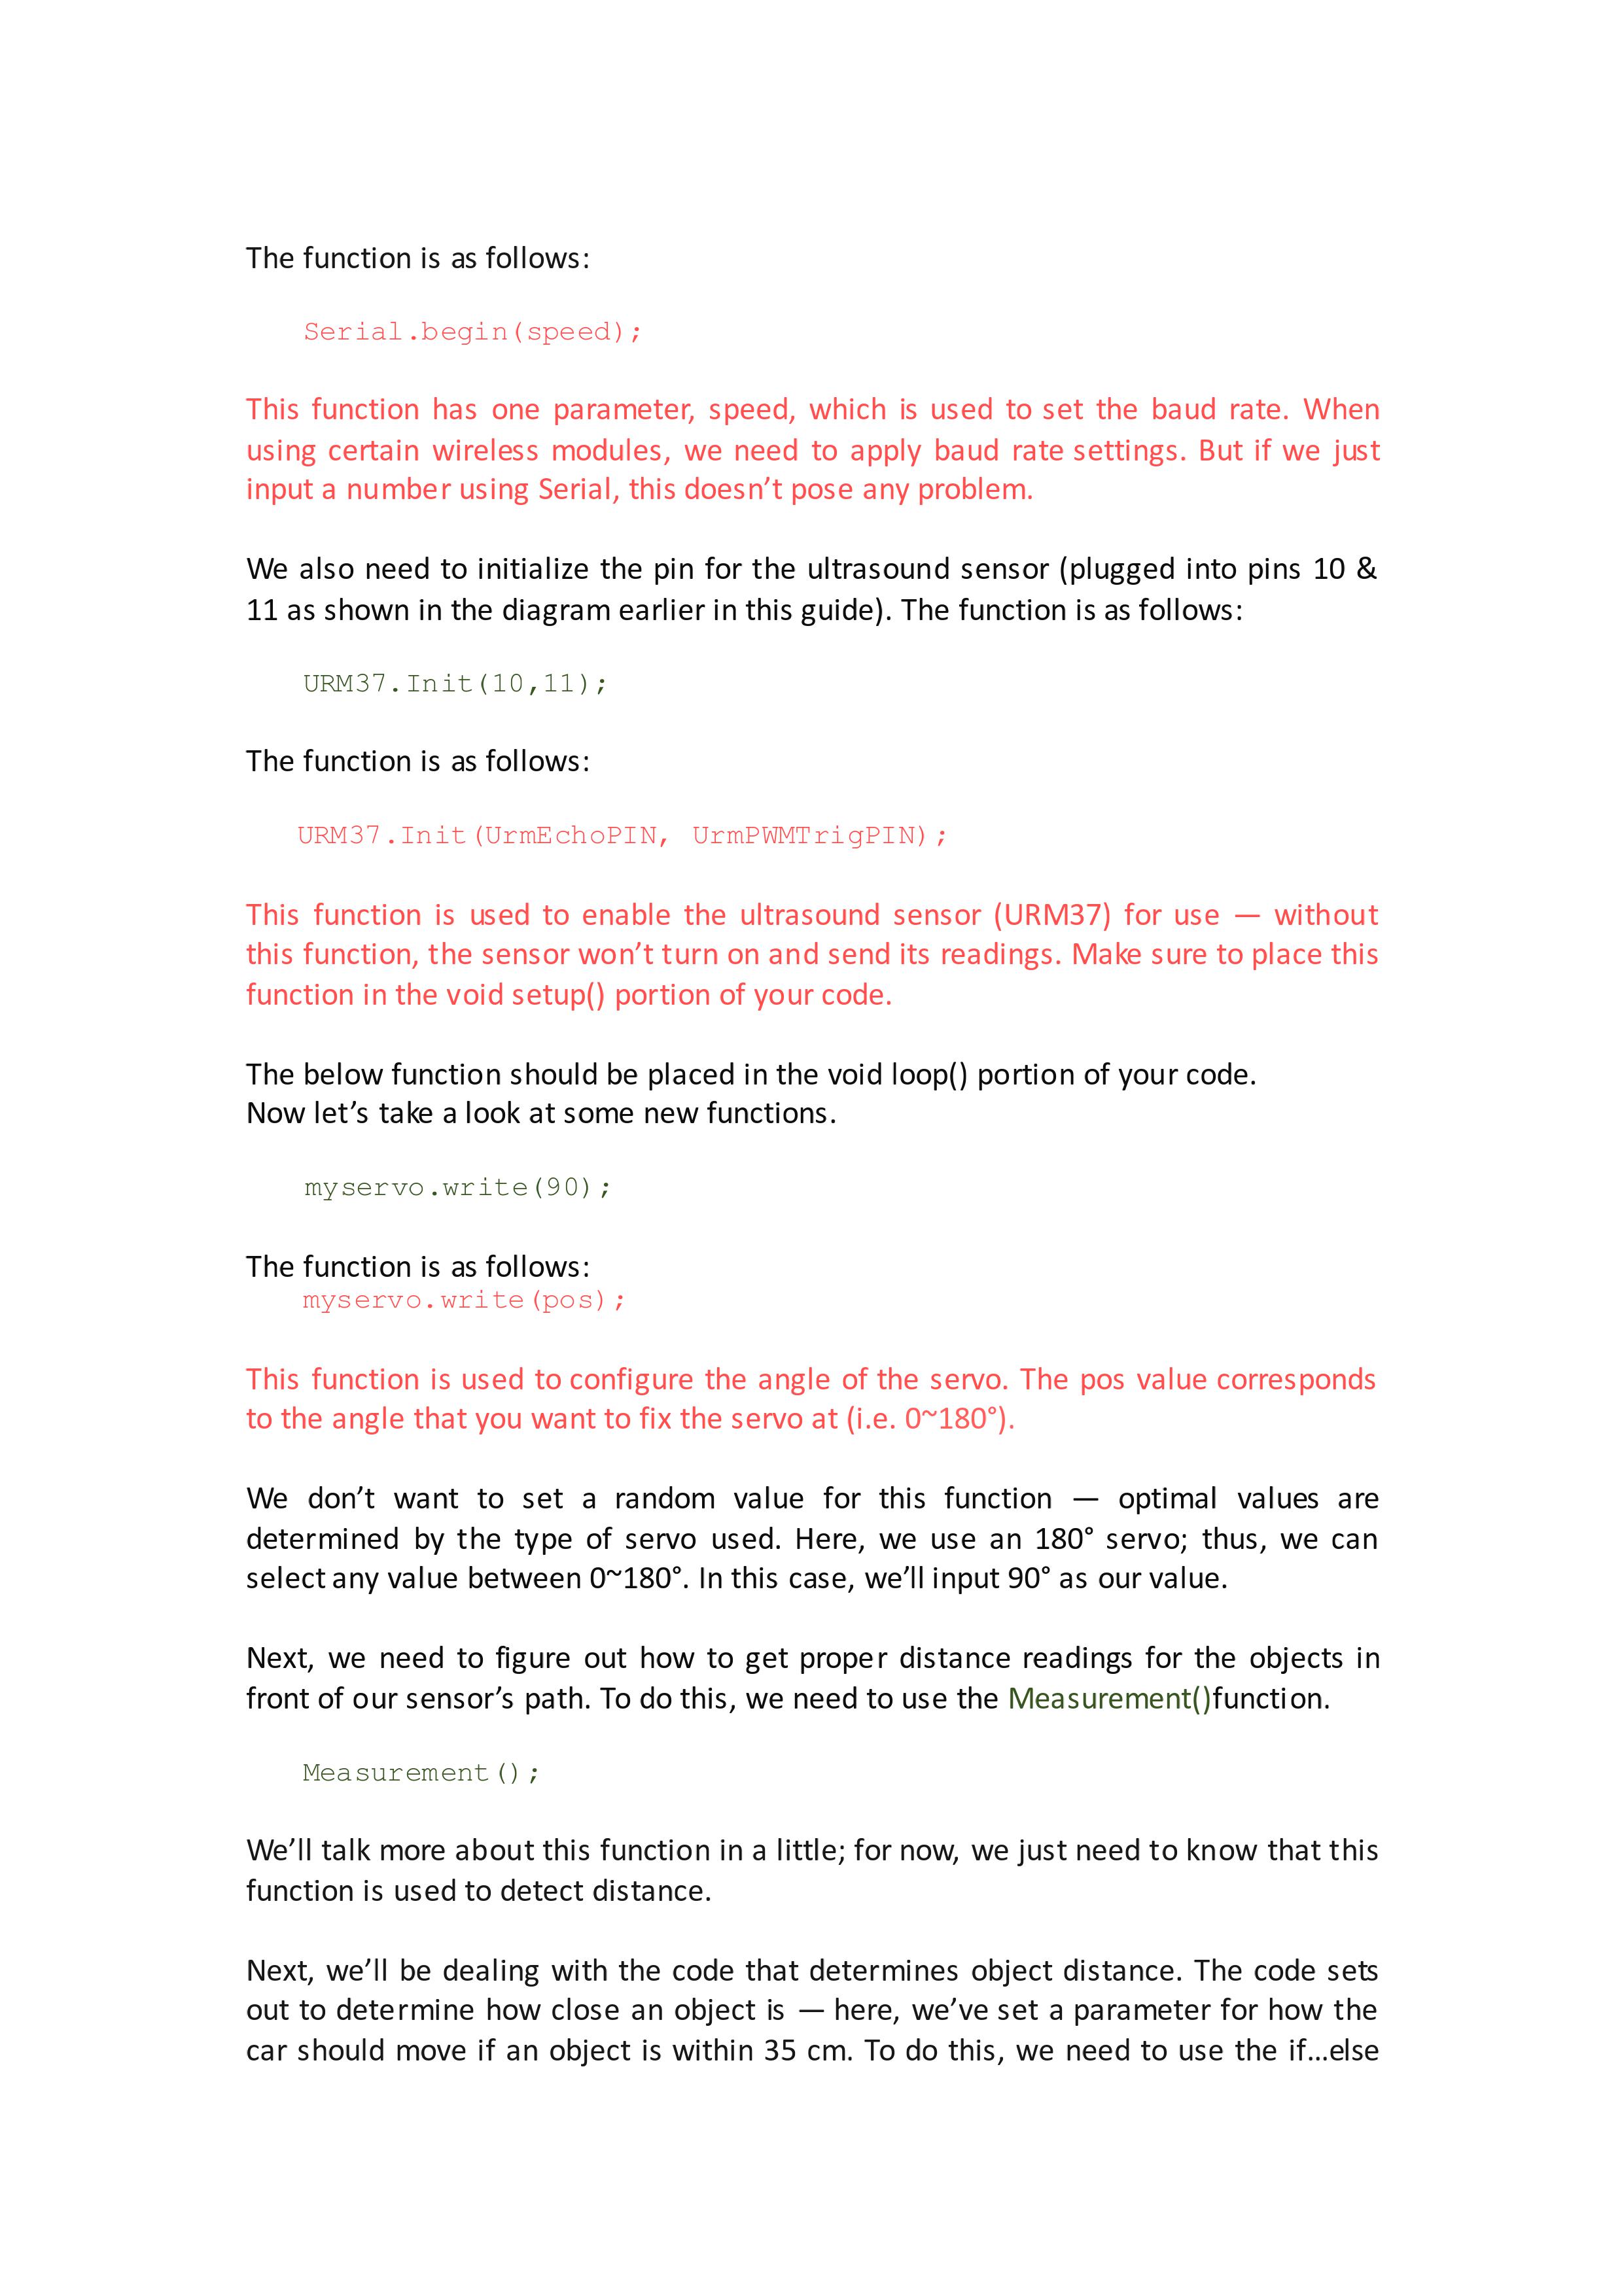 The function is as follows:
Serial.begin(speed);
This function has one parameter, speed, which is used to set the baud rate. When
using certain wireless modules, we need to apply baud rate settings. But if we just
input a number using Serial, this doesn’t pose any problem.
We also need to initialize the pin for the ultrasound sensor (plugged into pins 10 &
11 as shown in the diagram earlier in this guide). The function is as follows:
URM37.Init(10,11);
The function is as follows:
URM37.Init(UrmEchoPIN, UrmPWMTrigPIN);
This function is used to enable the ultrasound sensor (URM37) for use — without
this function, the sensor won’t turn on and send its readings. Make sure to place this
function in the void setup() portion of your code.
The below function should be placed in the void loop() portion of your code.
Now let’s take a look at some new functions.
myservo.write(90);
The function is as follows:
myservo.write(pos);
This function is used to configure the angle of the servo. The pos value corresponds
to the angle that you want to fix the servo at (i.e. 0~180°).
We don’t want to set a random value for this function — optimal values are
determined by the type of servo used. Here, we use an 180° servo; thus, we can
select any value between 0~180°. In this case, we’ll input 90° as our value.
Next, we need to figure out how to get proper distance readings for the objects in
front of our sensor’s path. To do this, we need to use the Measurement()function.
Measurement();
We’ll talk more about this function in a little; for now, we just need to know that this
function is used to detect distance.
Next, we’ll be dealing with the code that determines object distance. The code sets
out to determine how close an object is — here, we’ve set a parameter for how the
car should move if an object is within 35 cm. To do this, we need to use the if…else